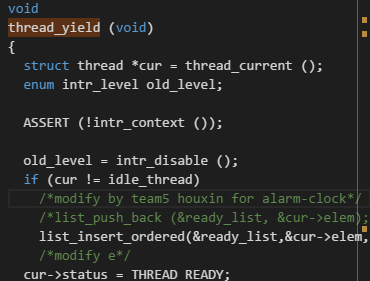 void
thread_yield (void)
{
  struct thread *cur = thread_current ();
  enum intr_level old_level;
  ASSERT (!intr_context ());
  old_level = intr_disable ();
  if (cur != idle_thread)
    /*modify by team5 houxin for alarm-clock*/
    /*list_push_back (&ready_list, &cur->elem);
    list_insert_ordered(&ready_list,&cur->elem,
    /*modify e*/
  cur->status = THREAD_READY;